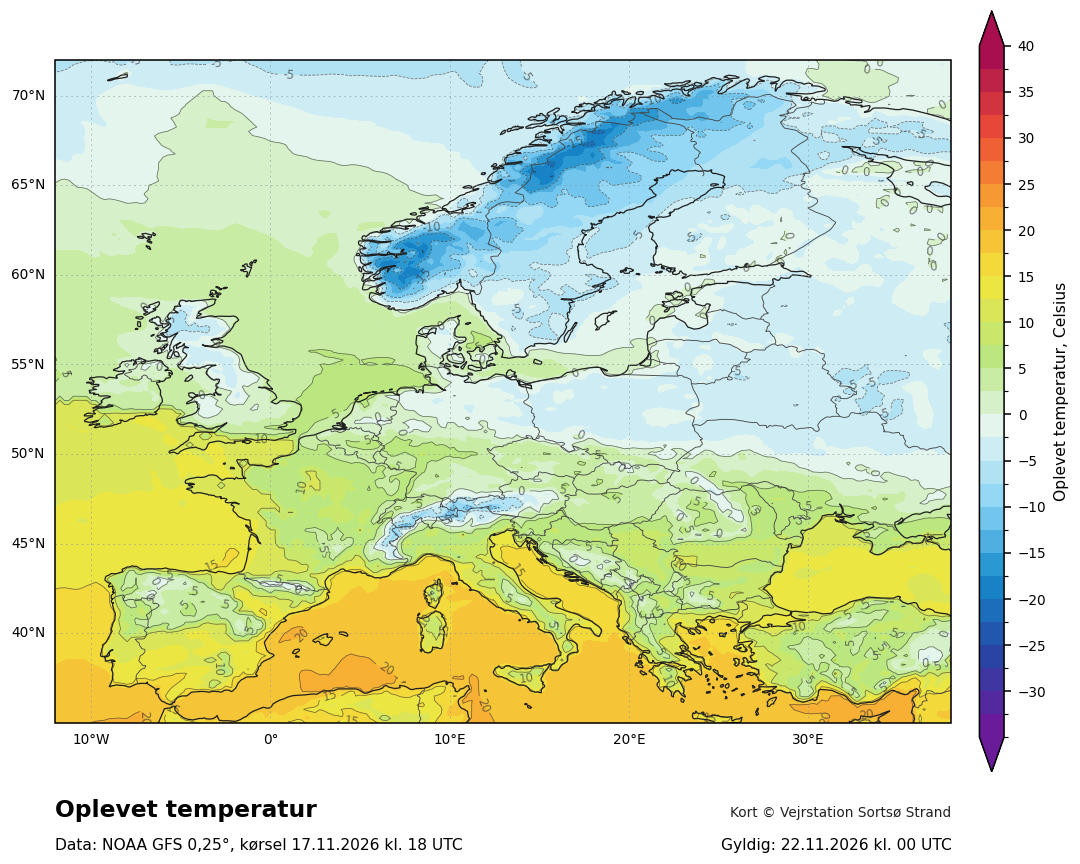 70°N
65°N
60°N
55°N
50°N
45°N
40°N
10°W
0°
10°E
20°E
30°E
40
35
30
25
20
15
10
5
0
−5
−10
−15
−20
−25
−30
Oplevet temperatur, Celsius
Oplevet temperatur
Kort © Vejrstation Sortsø Strand
Data: NOAA GFS 0,25°, kørsel 17.11.2026 kl. 18 UTC
Gyldig: 22.11.2026 kl. 00 UTC